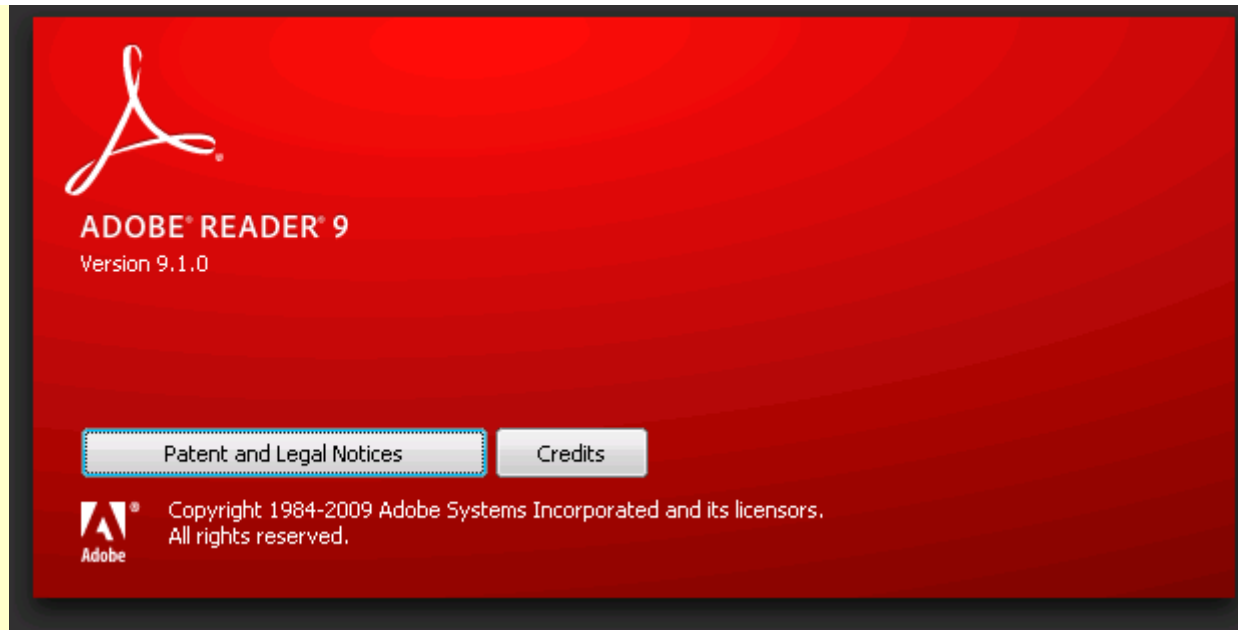 ADOBE® READER® 9
Version 9.1.0
Patent and Legal Notices
Credits
Copyright 1984-2009 Adobe Systems Incorporated and its licensors.
All rights reserved.
Adobe